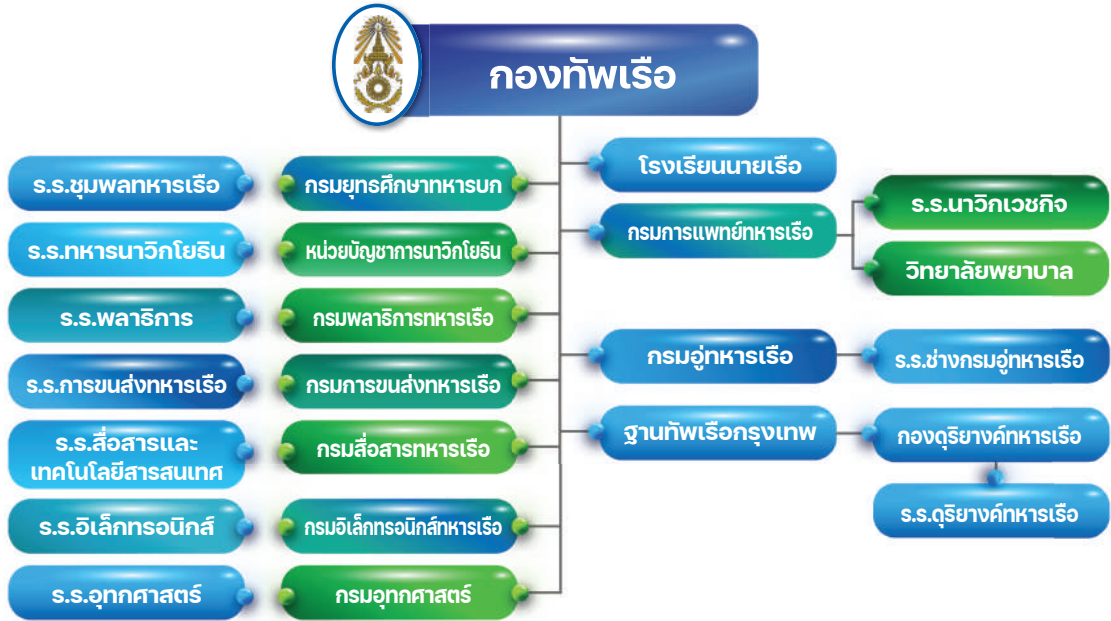 กองทัพเรือ
ร.ร.ชุมพลทหารเรือ
กรมยุทธศึกษาทหารบก
ร.ร.ทหารนาวิกโยธิน
หน่วยบัญชาการนาวิกโยธิน
ร.ร.พลาธิการ
กรมพลาธิการทหารเรือ
ร.ร.การขนส่งทหารเรือ
กรมการขนส่งทหารเรือ
ร.ร.สื่อสารและ
เทคโนโลยีสารสนเทศ
กรมสื่อสารทหารเรือ
ร.ร.อิเล็กทรอนิกส์
กรมอิเล็กทรอนิกส์ทหารเรือ
ร.ร.อุทกศาสตร์
กรมอุทกศาสตร์
โรงเรียนนายเรือ
กรมการแพทย์ทหารเรือ
ร.ร.นาวิกเวชกิจ
วิทยาลัยพยาบาล
กรมอู่ทหารเรือ
ร.ร.ช่างกรมอู่ทหารเรือ
ฐานทัพเรือกรุงเทพ
กองดุริยางค์ทหารเรือ
ร.ร.ดุริยางค์ทหารเรือ